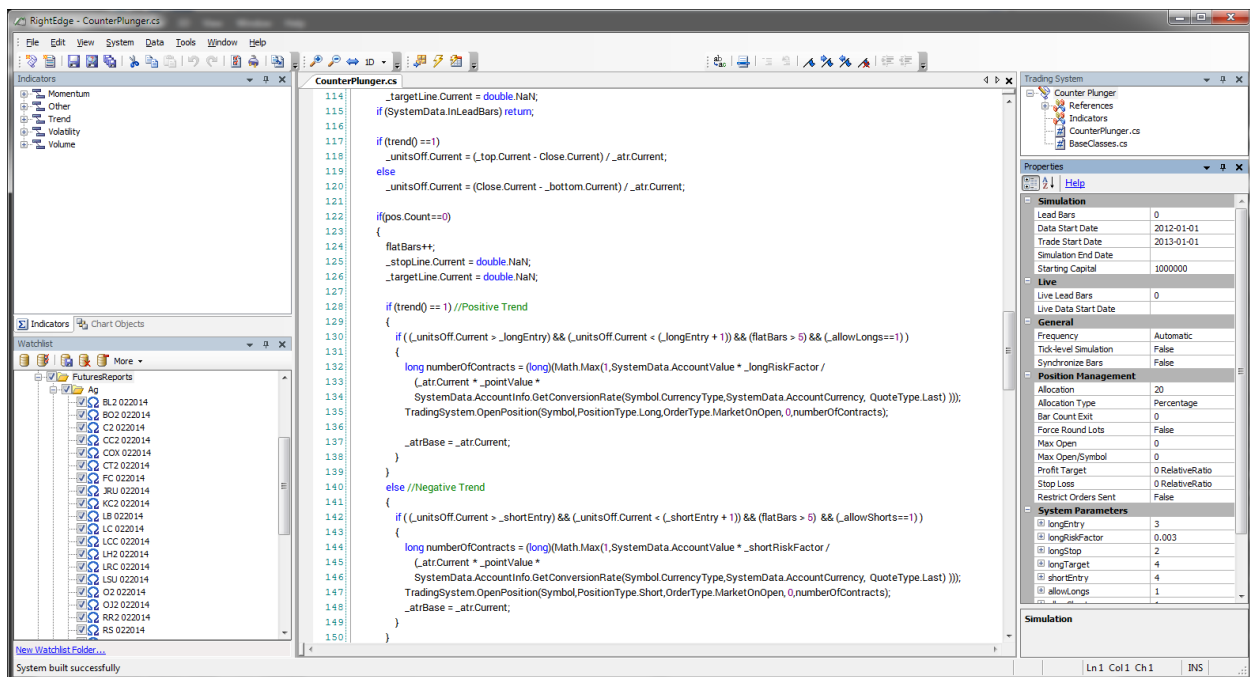 RightEdge - CounterPlunger.cs
File Edit View System Data Tools Window Help
1D
Indicators
Momentum
Other
Trend
Volatility
Volume
Indicators Chart Objects
Watchlist
More
FuturesReports
Ag
BL2 022014
BO2 022014
C2 022014
CC2 022014
COX 022014
CT2 022014
FC 022014
JRU 022014
KC2 022014
LB 022014
LC 022014
LCC 022014
LH2 022014
LRC 022014
LSU 022014
O2 022014
OJ2 022014
RR2 022014
RS 022014
New Watchlist Folder...
System built successfully
CounterPlunger.cs
114 _targetLine.Current = double.NaN;
115 if (SystemData.InLeadBars) return;
116
117 if (trend() ==1)
118 _unitsOff.Current = (_top.Current - Close.Current) / _atr.Current;
119 else
120 _unitsOff.Current = (Close.Current - _bottom.Current) / _atr.Current;
121
122 if(pos.Count==0)
123 {
124 flatBars++;
125 _stopLine.Current = double.NaN;
126 _targetLine.Current = double.NaN;
127
128 if (trend() == 1) //Positive Trend
129 {
130 if ( (_unitsOff.Current > _longEntry) && (_unitsOff.Current < (_longEntry + 1)) && (flatBars > 5) && (_allowLongs==1) )
131 {
132 long numberOfContracts = (long)(Math.Max(1,SystemData.AccountValue * _longRiskFactor /
133 (_atr.Current * _pointValue *
134 SystemData.AccountInfo.GetConversionRate(Symbol.CurrencyType,SystemData.AccountCurrency, QuoteType.Last) )));
135 TradingSystem.OpenPosition(Symbol,PositionType.Long,OrderType.MarketOnOpen, 0,numberOfContracts);
136
137 _atrBase = _atr.Current;
138 }
139 }
140 else //Negative Trend
141 {
142 if ( (_unitsOff.Current > _shortEntry) && (_unitsOff.Current < (_shortEntry + 1)) && (flatBars > 5) && (_allowShorts==1) )
143 {
144 long numberOfContracts = (long)(Math.Max(1,SystemData.AccountValue * _shortRiskFactor /
145 (_atr.Current * _pointValue *
146 SystemData.AccountInfo.GetConversionRate(Symbol.CurrencyType,SystemData.AccountCurrency, QuoteType.Last) )));
147 TradingSystem.OpenPosition(Symbol,PositionType.Short,OrderType.MarketOnOpen, 0,numberOfContracts);
148 _atrBase = _atr.Current;
149 }
150 }
Trading System
Counter Plunger
References
Indicators
CounterPlunger.cs
BaseClasses.cs
Properties
Help
Simulation
Lead Bars 0
Data Start Date 2012-01-01
Trade Start Date 2013-01-01
Simulation End Date
Starting Capital 1000000
Live
Live Lead Bars 0
Live Data Start Date
General
Frequency Automatic
Tick-level Simulation False
Synchronize Bars False
Position Management
Allocation 20
Allocation Type Percentage
Bar Count Exit 0
Force Round Lots False
Max Open 0
Max Open/Symbol 0
Profit Target 0 RelativeRatio
Stop Loss 0 RelativeRatio
Restrict Orders Sent False
System Parameters
longEntry 3
longRiskFactor 0.003
longStop 2
longTarget 4
shortEntry 4
allowLongs 1
Simulation
Ln 1 Col 1 Ch 1 INS